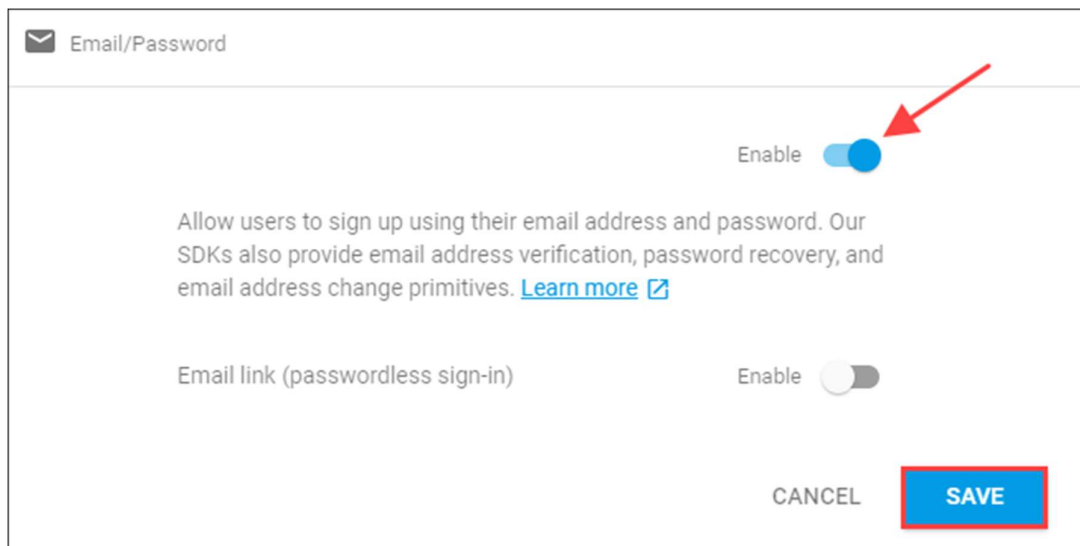 Email/Password
Enable
Allow users to sign up using their email address and password. Our
SDKs also provide email address verification, password recovery, and
email address change primitives. Learn more
Email link (passwordless sign-in) Enable
CANCEL SAVE